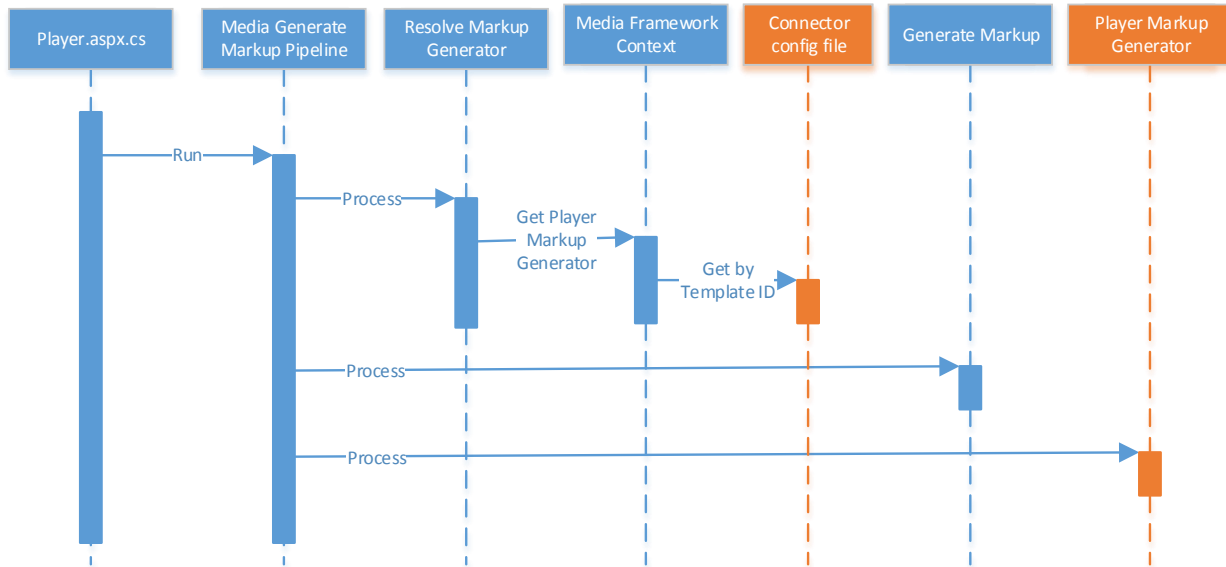 Player.aspx.cs
Media Generate
Markup Pipeline
Resolve Markup
Generator
Media Framework
Context
Connector
config file
Generate Markup
Player Markup
Generator
Run
Process
Get Player
Markup
Generator
Get by
Template ID
Process
Process